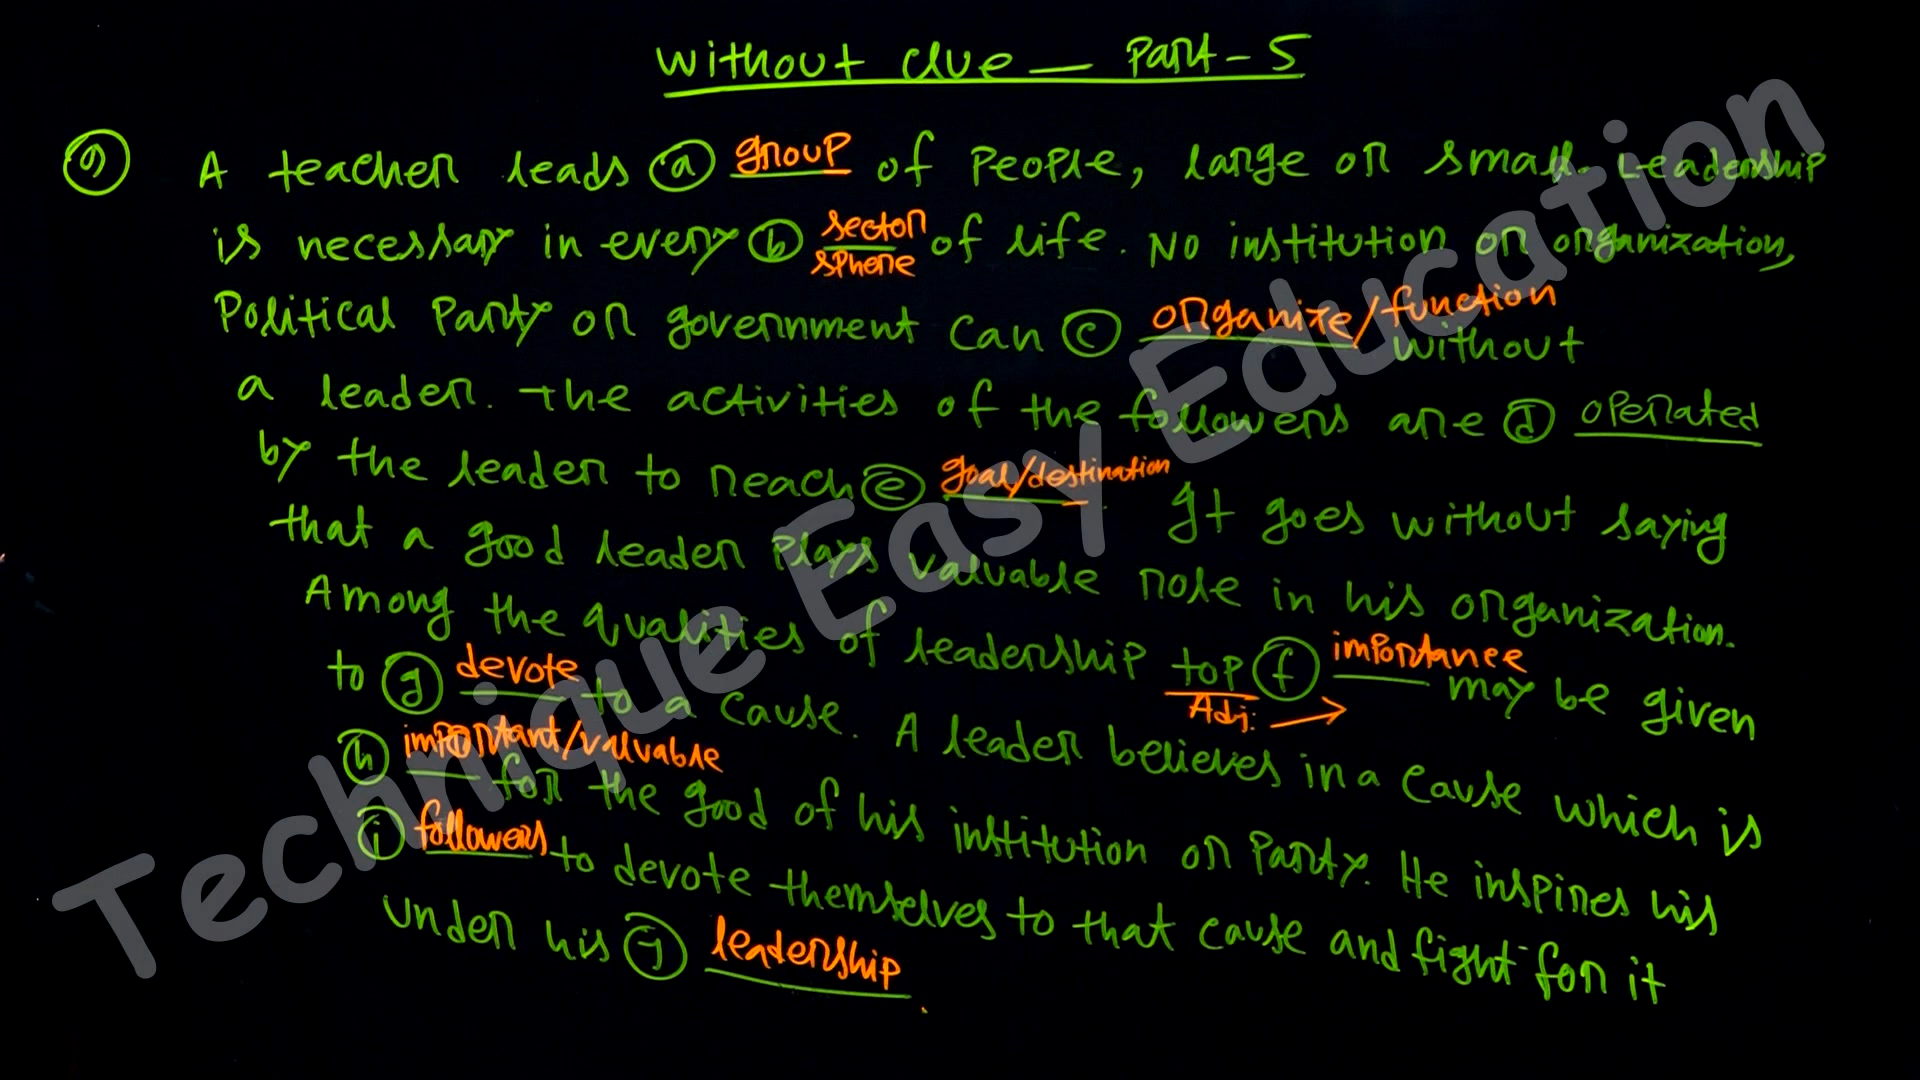 without clue — Part-5
৭ A teacher leads (a) group of people, large or small. Leadership
is necessary in every (b) sector of life. No institution or organization,
sphere
Political Party or government can (c) organize/function without
a leader. The activities of the followers are (d) operated
by the leader to reach (e) goal/destination. It goes without saying
that a good leader plays valuable role in his organization.
Among the qualities of leadership top (f) importance may be given
Adj:
to (g) devote to a cause. A leader believes in a cause which is
(h) important/valuable for the good of his institution or party. He inspires his
(i) followers to devote themselves to that cause and fight for it
under his (j) leadership.
Technique Easy Education